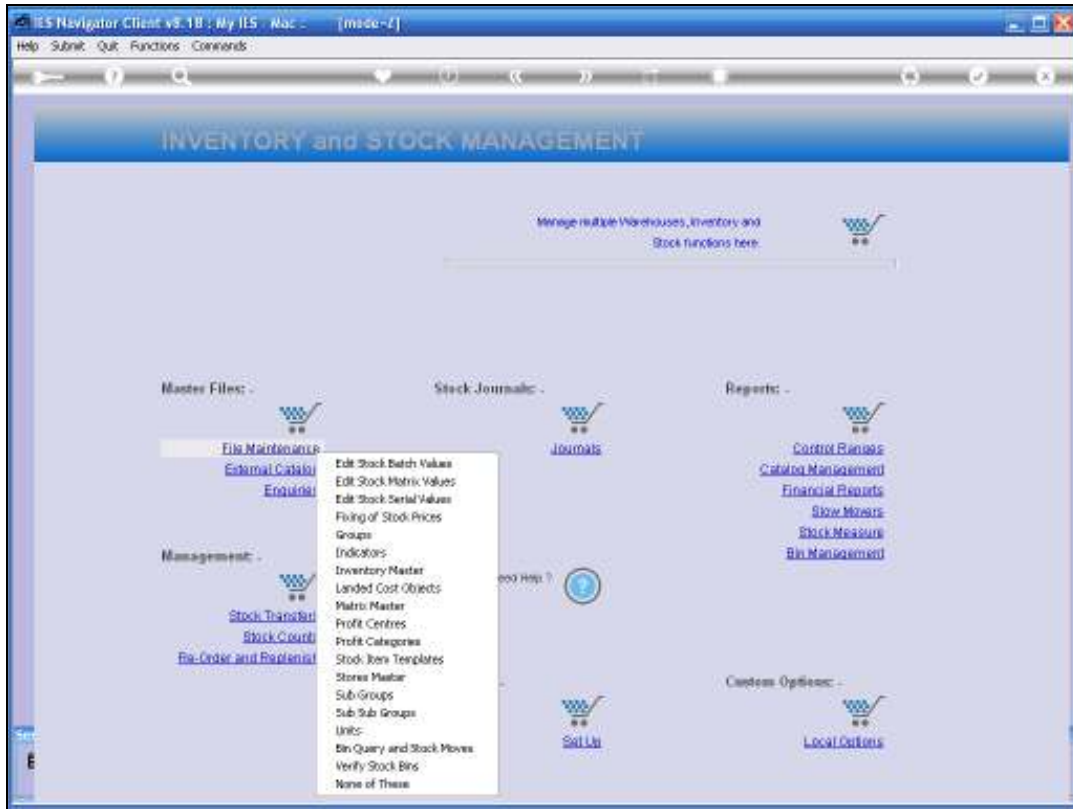 IES Navigator Client v8.18 : My IES - Mac - [mode-Z]
Help Submit Quit Functions Commands
INVENTORY and STOCK MANAGEMENT
Manage multiple Warehouses, Inventory and
Stock functions here.
Master Files: -
Stock Journals: -
Reports: -
File Maintenance
Journals
Control Ranges
External Catalo
Catalog Management
Enquiries
Financial Reports
Slow Movers
Stock Measure
Bin Management
Edit Stock Batch Values
Edit Stock Matrix Values
Edit Stock Serial Values
Fixing of Stock Prices
Groups
Indicators
Inventory Master
Landed Cost Objects
Matrix Master
Profit Centres
Profit Categories
Stock Item Templates
Stores Master
Sub Groups
Sub Sub Groups
Units
Bin Query and Stock Moves
Verify Stock Bins
None of These
Management: -
eed Help ?
Stock Transfer
Stock Count
Re-Order and Replenis
Custom Options: -
Set Up
Local Options